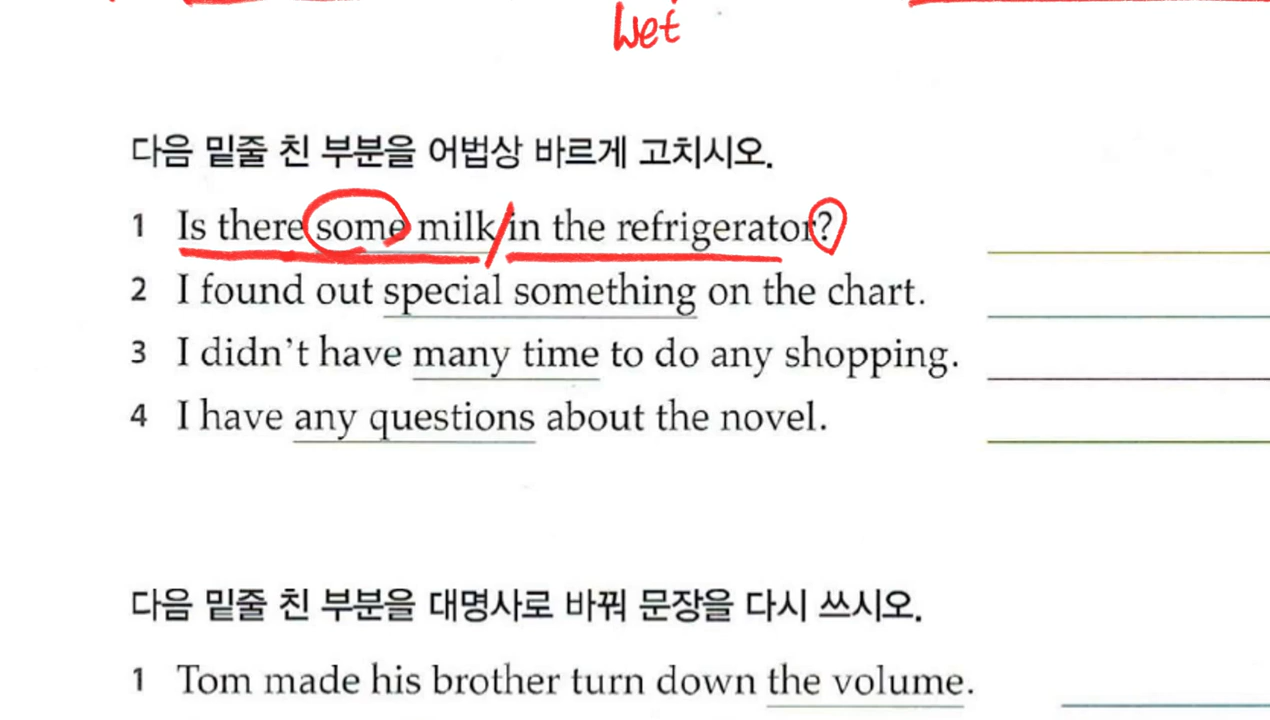 wet
다음 밑줄 친 부분을 어법상 바르게 고치시오.
1 Is there some milk in the refrigerator?
2 I found out special something on the chart.
3 I didn't have many time to do any shopping.
4 I have any questions about the novel.
다음 밑줄 친 부분을 대명사로 바꿔 문장을 다시 쓰시오.
1 Tom made his brother turn down the volume.